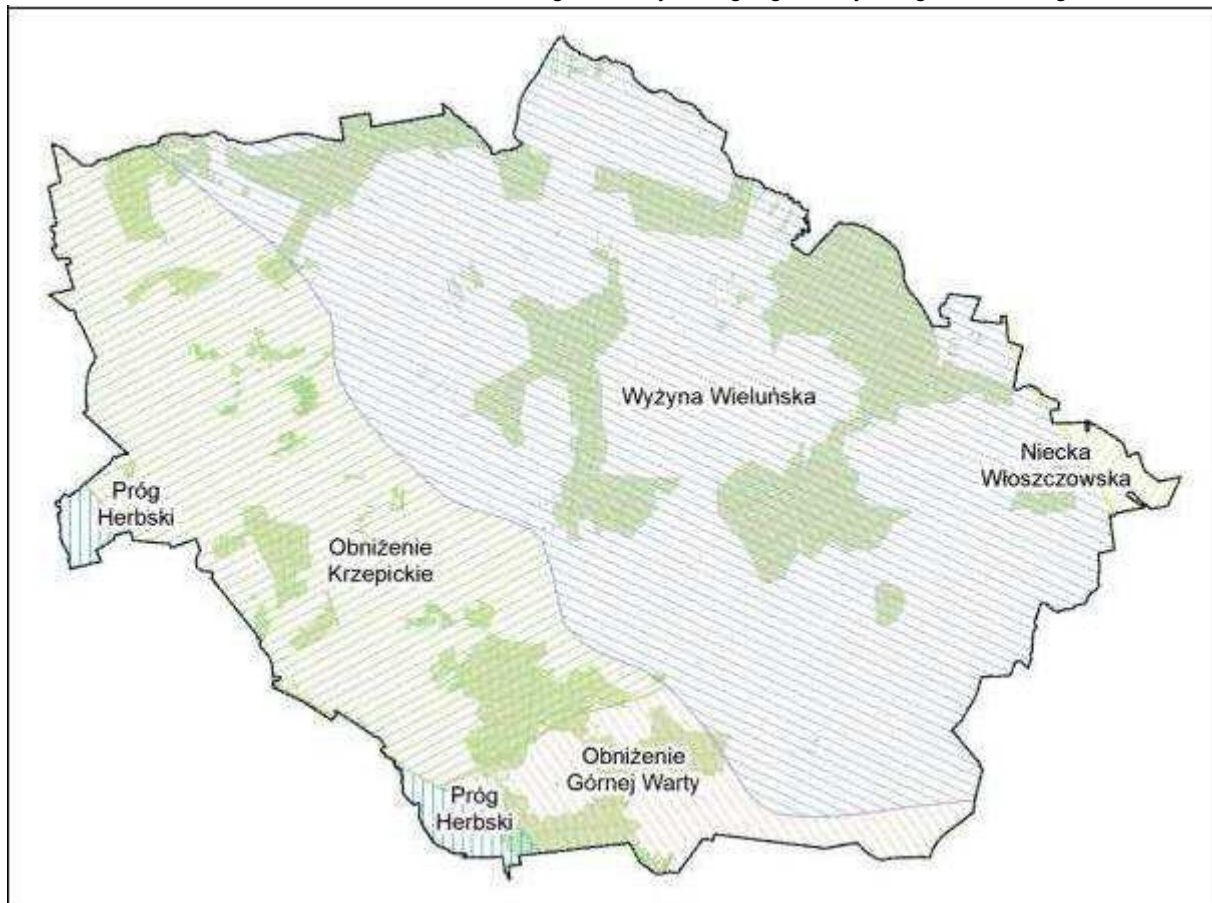 Wyżyna Wieluńska
Niecka
Włoszczowska
Próg
Herbski
Obniżenie
Krzepickie
Obniżenie
Górnej Warty
Próg
Herbski